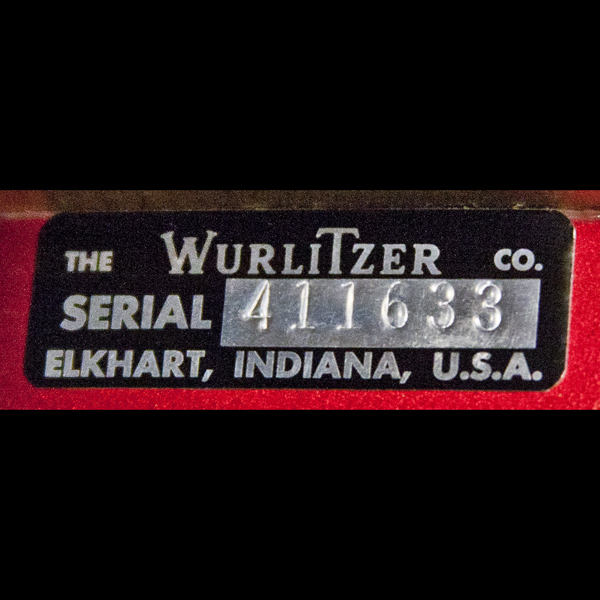 THE WURLITZER CO.
SERIAL 411633
ELKHART, INDIANA, U.S.A.